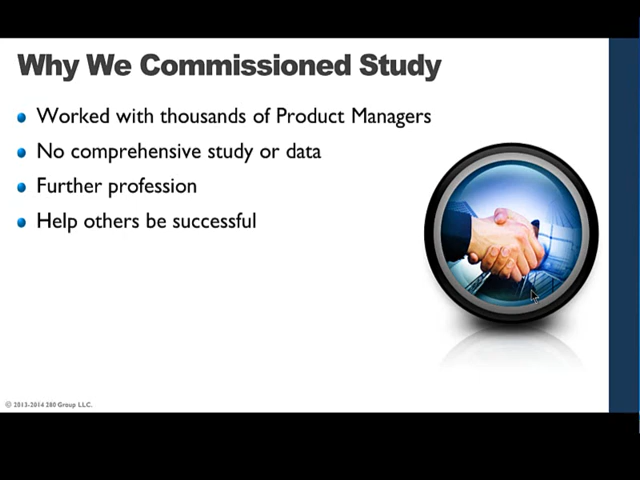 Why We Commissioned Study
Worked with thousands of Product Managers
No comprehensive study or data
Further profession
Help others be successful
© 2013-2014 280 Group LLC.